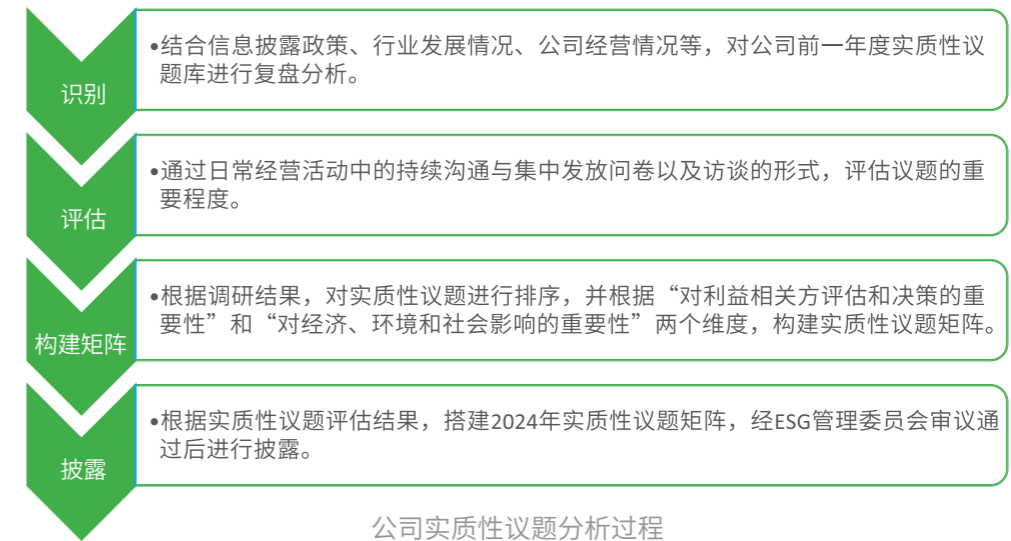 识别
•结合信息披露政策、行业发展情况、公司经营情况等，对公司前一年度实质性议
题库进行复盘分析。
评估
•通过日常经营活动中的持续沟通与集中发放问卷以及访谈的形式，评估议题的重
要程度。
构建矩阵
•根据调研结果，对实质性议题进行排序，并根据“对利益相关方评估和决策的重
要性”和“对经济、环境和社会影响的重要性”两个维度，构建实质性议题矩阵。
披露
•根据实质性议题评估结果，搭建2024年实质性议题矩阵，经ESG管理委员会审议通
过后进行披露。
公司实质性议题分析过程